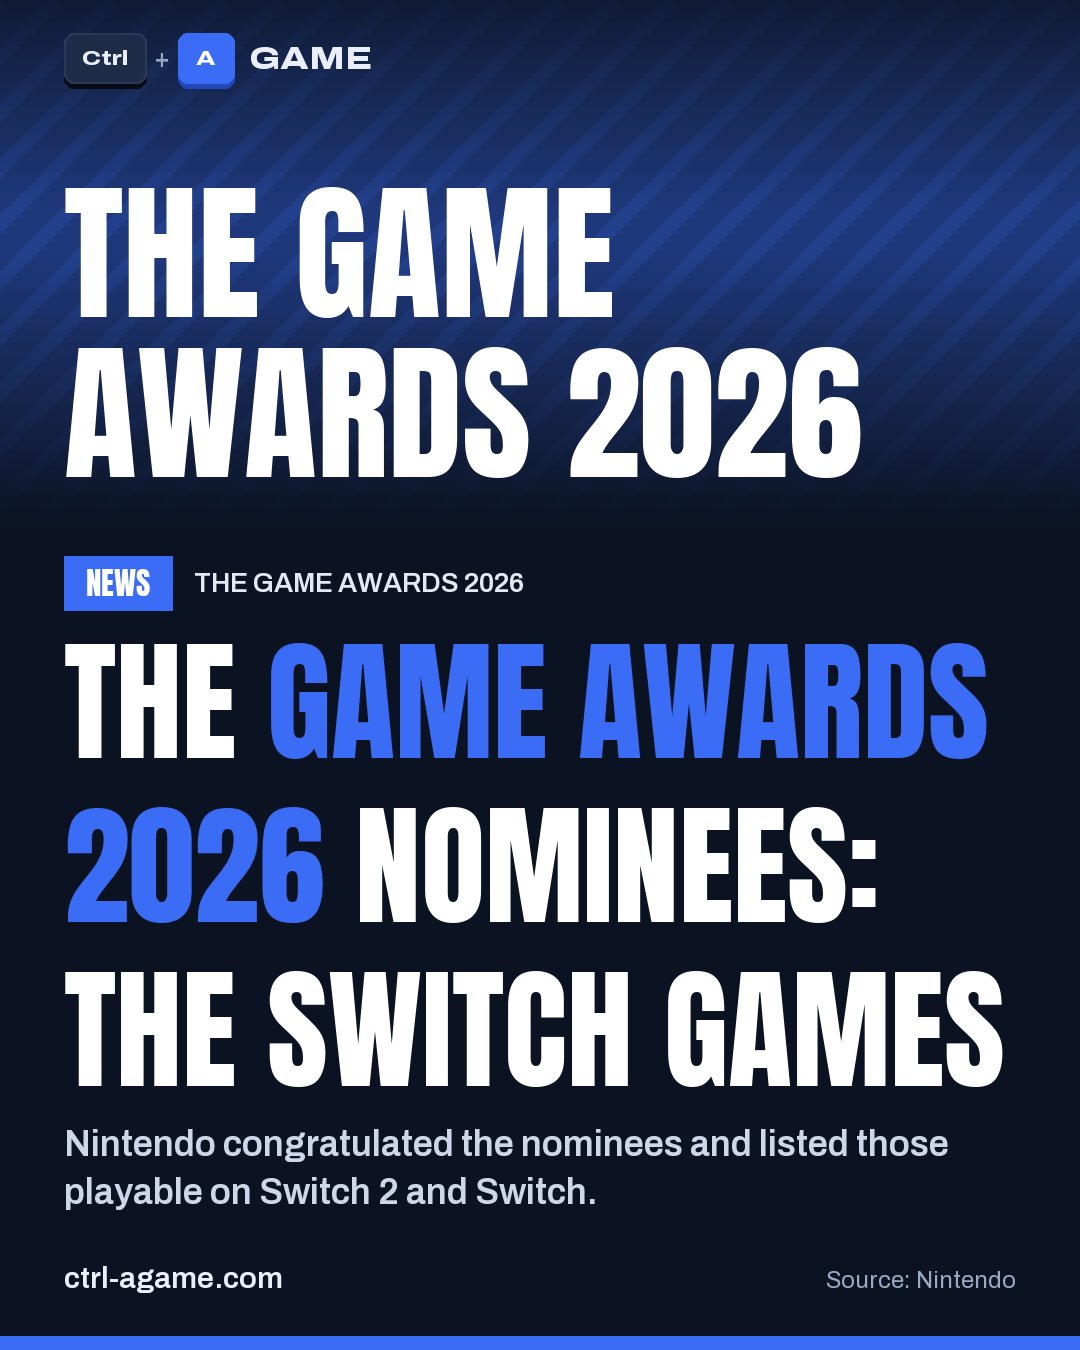 Ctrl + A GAME
THE GAME
AWARDS 2026
NEWS THE GAME AWARDS 2026
THE GAME AWARDS
2026 NOMINEES:
THE SWITCH GAMES
Nintendo congratulated the nominees and listed those
playable on Switch 2 and Switch.
ctrl-agame.com Source: Nintendo